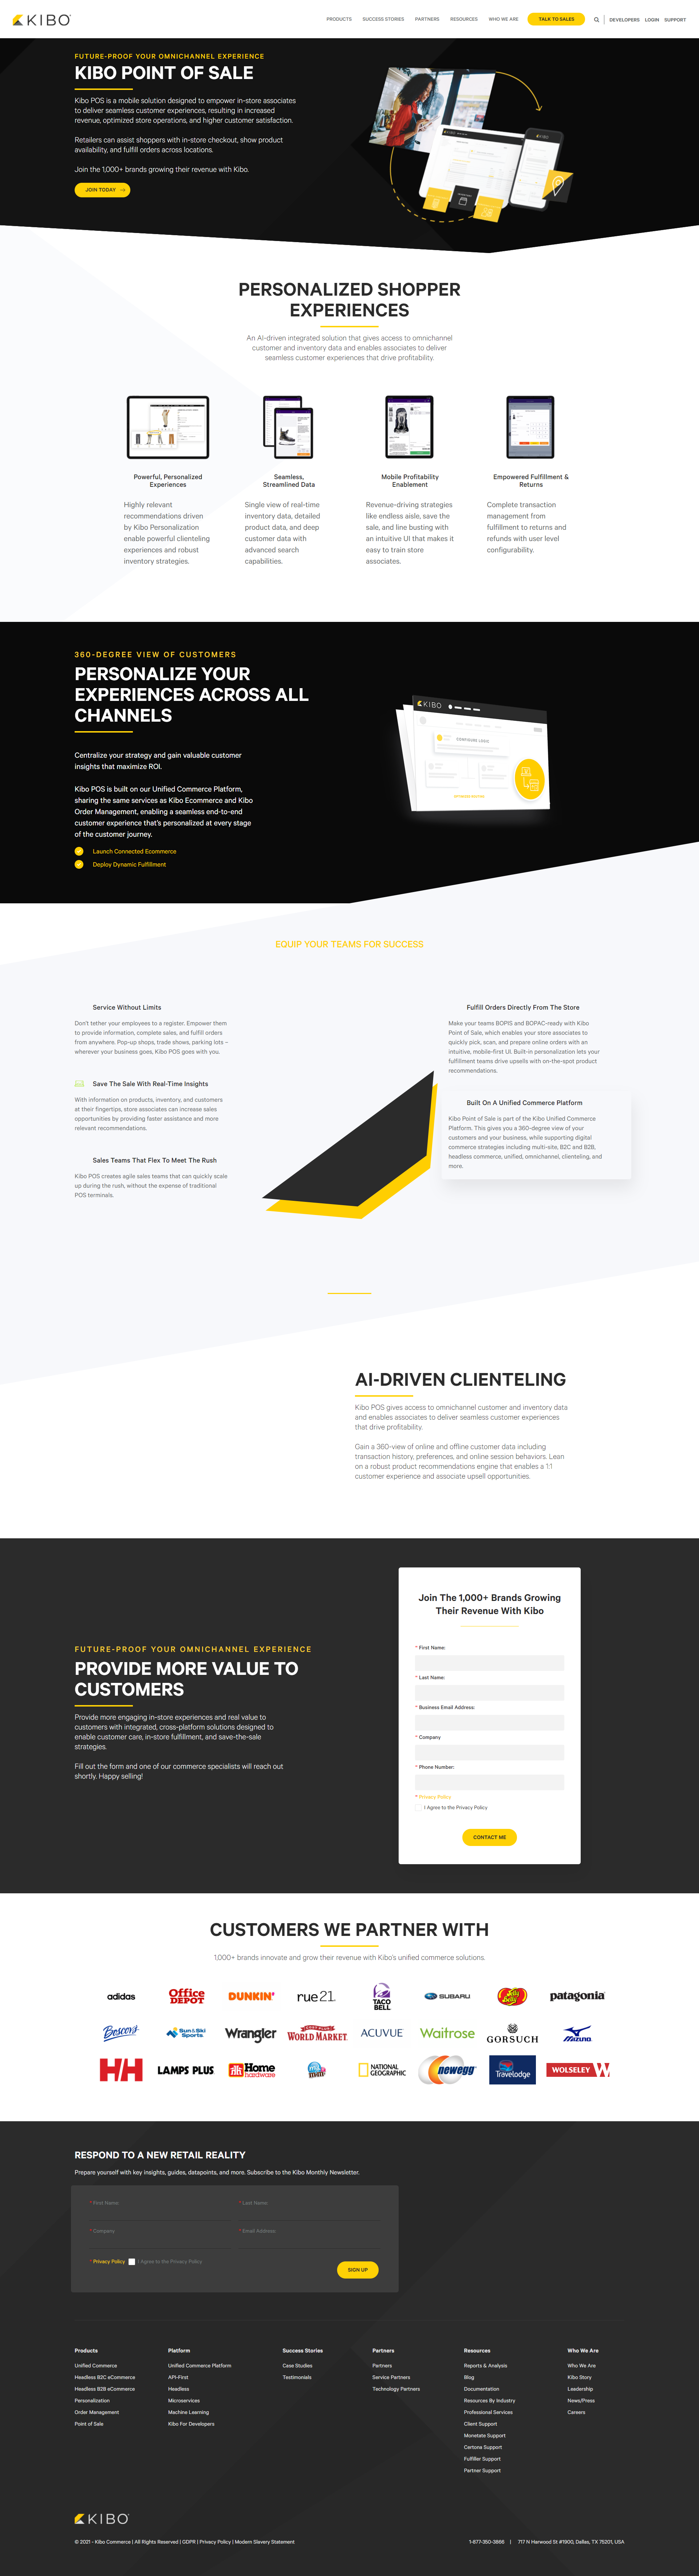 KIBO
PRODUCTS SUCCESS STORIES PARTNERS RESOURCES WHO WE ARE TALK TO SALES DEVELOPERS LOGIN SUPPORT
FUTURE-PROOF YOUR OMNICHANNEL EXPERIENCE
KIBO POINT OF SALE
Kibo POS is a mobile solution designed to empower in-store associates
to deliver seamless customer experiences, resulting in increased
revenue, optimized store operations, and higher customer satisfaction.
Retailers can assist shoppers with in-store checkout, show product
availability, and fulfill orders across locations.
Join the 1,000+ brands growing their revenue with Kibo.
JOIN TODAY
PERSONALIZED SHOPPER
EXPERIENCES
An AI-driven integrated solution that gives access to omnichannel
customer and inventory data and enables associates to deliver
seamless customer experiences that drive profitability.
Powerful, Personalized
Experiences
Highly relevant
recommendations driven
by Kibo Personalization
enable powerful clienteling
experiences and robust
inventory strategies.
Seamless,
Streamlined Data
Single view of real-time
inventory data, detailed
product data, and deep
customer data with
advanced search
capabilities.
Mobile Profitability
Enablement
Revenue-driving strategies
like endless aisle, save the
sale, and line busting with
an intuitive UI that makes it
easy to train store
associates.
Empowered Fulfillment &
Returns
Complete transaction
management from
fulfillment to returns and
refunds with user level
configurability.
360-DEGREE VIEW OF CUSTOMERS
PERSONALIZE YOUR
EXPERIENCES ACROSS ALL
CHANNELS
Centralize your strategy and gain valuable customer
insights that maximize ROI.
Kibo POS is built on our Unified Commerce Platform,
sharing the same services as Kibo Ecommerce and Kibo
Order Management, enabling a seamless end-to-end
customer experience that's personalized at every stage
of the customer journey.
Launch Connected Ecommerce
Deploy Dynamic Fulfillment
KIBO
CONFIGURE LOGIC
EQUIP YOUR TEAMS FOR SUCCESS
Service Without Limits
Don't tether your employees to a register. Empower them
to provide information, complete sales, and fulfill orders
from anywhere. Pop-up shops, trade shows, parking lots –
wherever your business goes, Kibo POS goes with you.
Save The Sale With Real-Time Insights
With information on products, inventory, and customers
at their fingertips, store associates can increase sales
opportunities by providing faster assistance and more
relevant recommendations.
Sales Teams That Flex To Meet The Rush
Kibo POS creates agile sales teams that can quickly scale
up during the rush, without the expense of traditional
POS terminals.
Fulfill Orders Directly From The Store
Make your teams BOPIS and BOPAC-ready with Kibo
Point of Sale, which enables your store associates to
quickly pick, scan, and prepare online orders with an
intuitive, mobile-first UI. Built-in personalization lets your
fulfillment teams drive upsells with on-the-spot product
recommendations.
Built On A Unified Commerce Platform
Kibo Point of Sale is part of the Kibo Unified Commerce
Platform. This gives you a 360-degree view of your
customers and your business, while supporting digital
commerce strategies including multi-site, B2C and B2B,
headless commerce, unified, omnichannel, clienteling, and
more.
AI-DRIVEN CLIENTELING
Kibo POS gives access to omnichannel customer and inventory data
and enables associates to deliver seamless customer experiences
that drive profitability.
Gain a 360-view of online and offline customer data including
transaction history, preferences, and online session behaviors. Lean
on a robust product recommendations engine that enables a 1:1
customer experience and associate upsell opportunities.
FUTURE-PROOF YOUR OMNICHANNEL EXPERIENCE
PROVIDE MORE VALUE TO
CUSTOMERS
Provide more engaging in-store experiences and real value to
customers with integrated, cross-platform solutions designed to
enable customer care, in-store fulfillment, and save-the-sale
strategies.
Fill out the form and one of our commerce specialists will reach out
shortly. Happy selling!
Join The 1,000+ Brands Growing
Their Revenue With Kibo
* First Name:
* Last Name:
* Business Email Address:
* Company
* Phone Number:
* Privacy Policy
I Agree to the Privacy Policy
CONTACT ME
CUSTOMERS WE PARTNER WITH
1,000+ brands innovate and grow their revenue with Kibo's unified commerce solutions.
adidas Office DEPOT DUNKIN' rue21 TACO BELL SUBARU Jelly Belly patagonia
Boscov's Sun & Ski Sports Wrangler WORLD MARKET ACUVUE Waitrose GORSUCH MIZUNO
HH LAMPS PLUS Home hardware NATIONAL GEOGRAPHIC newegg Travelodge WOLSELEY
RESPOND TO A NEW RETAIL REALITY
Prepare yourself with key insights, guides, datapoints, and more. Subscribe to the Kibo Monthly Newsletter.
* First Name: * Last Name:
* Company * Email Address:
* Privacy Policy I Agree to the Privacy Policy
SIGN UP
Products
Unified Commerce
Headless B2C eCommerce
Headless B2B eCommerce
Personalization
Order Management
Point of Sale
Platform
Unified Commerce Platform
API-First
Headless
Microservices
Machine Learning
Kibo For Developers
Success Stories
Case Studies
Testimonials
Partners
Partners
Service Partners
Technology Partners
Resources
Reports & Analysis
Blog
Documentation
Resources By Industry
Professional Services
Client Support
Monetate Support
Certona Support
Fulfiller Support
Partner Support
Who We Are
Who We Are
Kibo Story
Leadership
News/Press
Careers
KIBO
© 2021 - Kibo Commerce | All Rights Reserved | GDPR | Privacy Policy | Modern Slavery Statement
1-877-350-3866 | 717 N Harwood St #1900, Dallas, TX 75201, USA